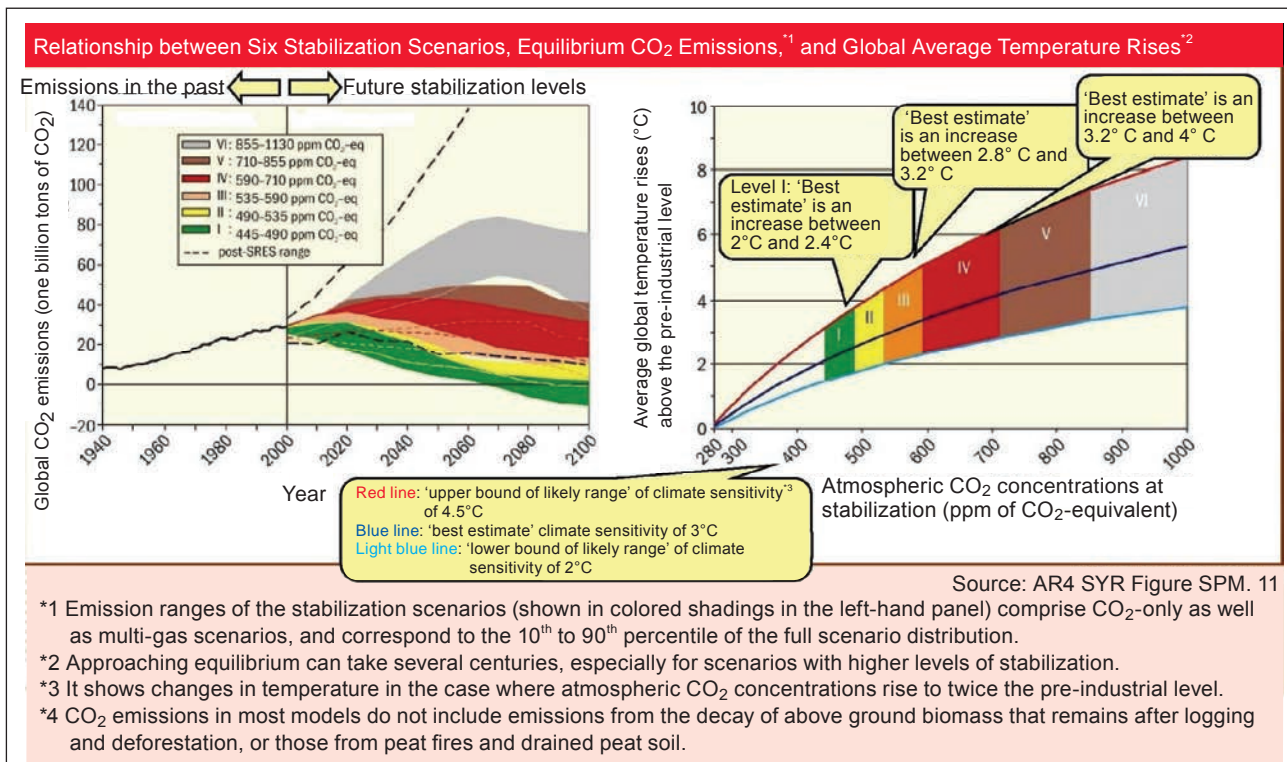 Relationship between Six Stabilization Scenarios, Equilibrium CO2 Emissions,*1 and Global Average Temperature Rises*2
Emissions in the past
Future stabilization levels
Global CO2 emissions (one billion tons of CO2)
140
120
100
80
60
40
20
0
-20
VI : 855–1130 ppm CO2-eq
V : 710–855 ppm CO2-eq
IV : 590–710 ppm CO2-eq
III : 535–590 ppm CO2-eq
II : 490–535 ppm CO2-eq
I : 445–490 ppm CO2-eq
post-SRES range
1940
1960
1980
2000
2020
2040
2060
2080
2100
Year
Average global temperature rises (°C)
above the pre-industrial level
10
8
6
4
2
0
Level I: 'Best
estimate' is an
increase between
2°C and 2.4°C
'Best estimate'
is an increase
between 2.8° C and
3.2° C
'Best estimate' is an
increase between
3.2° C and 4° C
I
II
III
IV
V
VI
280
300
400
500
600
700
800
900
1000
Atmospheric CO2 concentrations at
stabilization (ppm of CO2-equivalent)
Red line: 'upper bound of likely range' of climate sensitivity*3
of 4.5°C
Blue line: 'best estimate' climate sensitivity of 3°C
Light blue line: 'lower bound of likely range' of climate
sensitivity of 2°C
Source: AR4 SYR Figure SPM. 11
*1 Emission ranges of the stabilization scenarios (shown in colored shadings in the left-hand panel) comprise CO2-only as well
as multi-gas scenarios, and correspond to the 10th to 90th percentile of the full scenario distribution.
*2 Approaching equilibrium can take several centuries, especially for scenarios with higher levels of stabilization.
*3 It shows changes in temperature in the case where atmospheric CO2 concentrations rise to twice the pre-industrial level.
*4 CO2 emissions in most models do not include emissions from the decay of above ground biomass that remains after logging
and deforestation, or those from peat fires and drained peat soil.